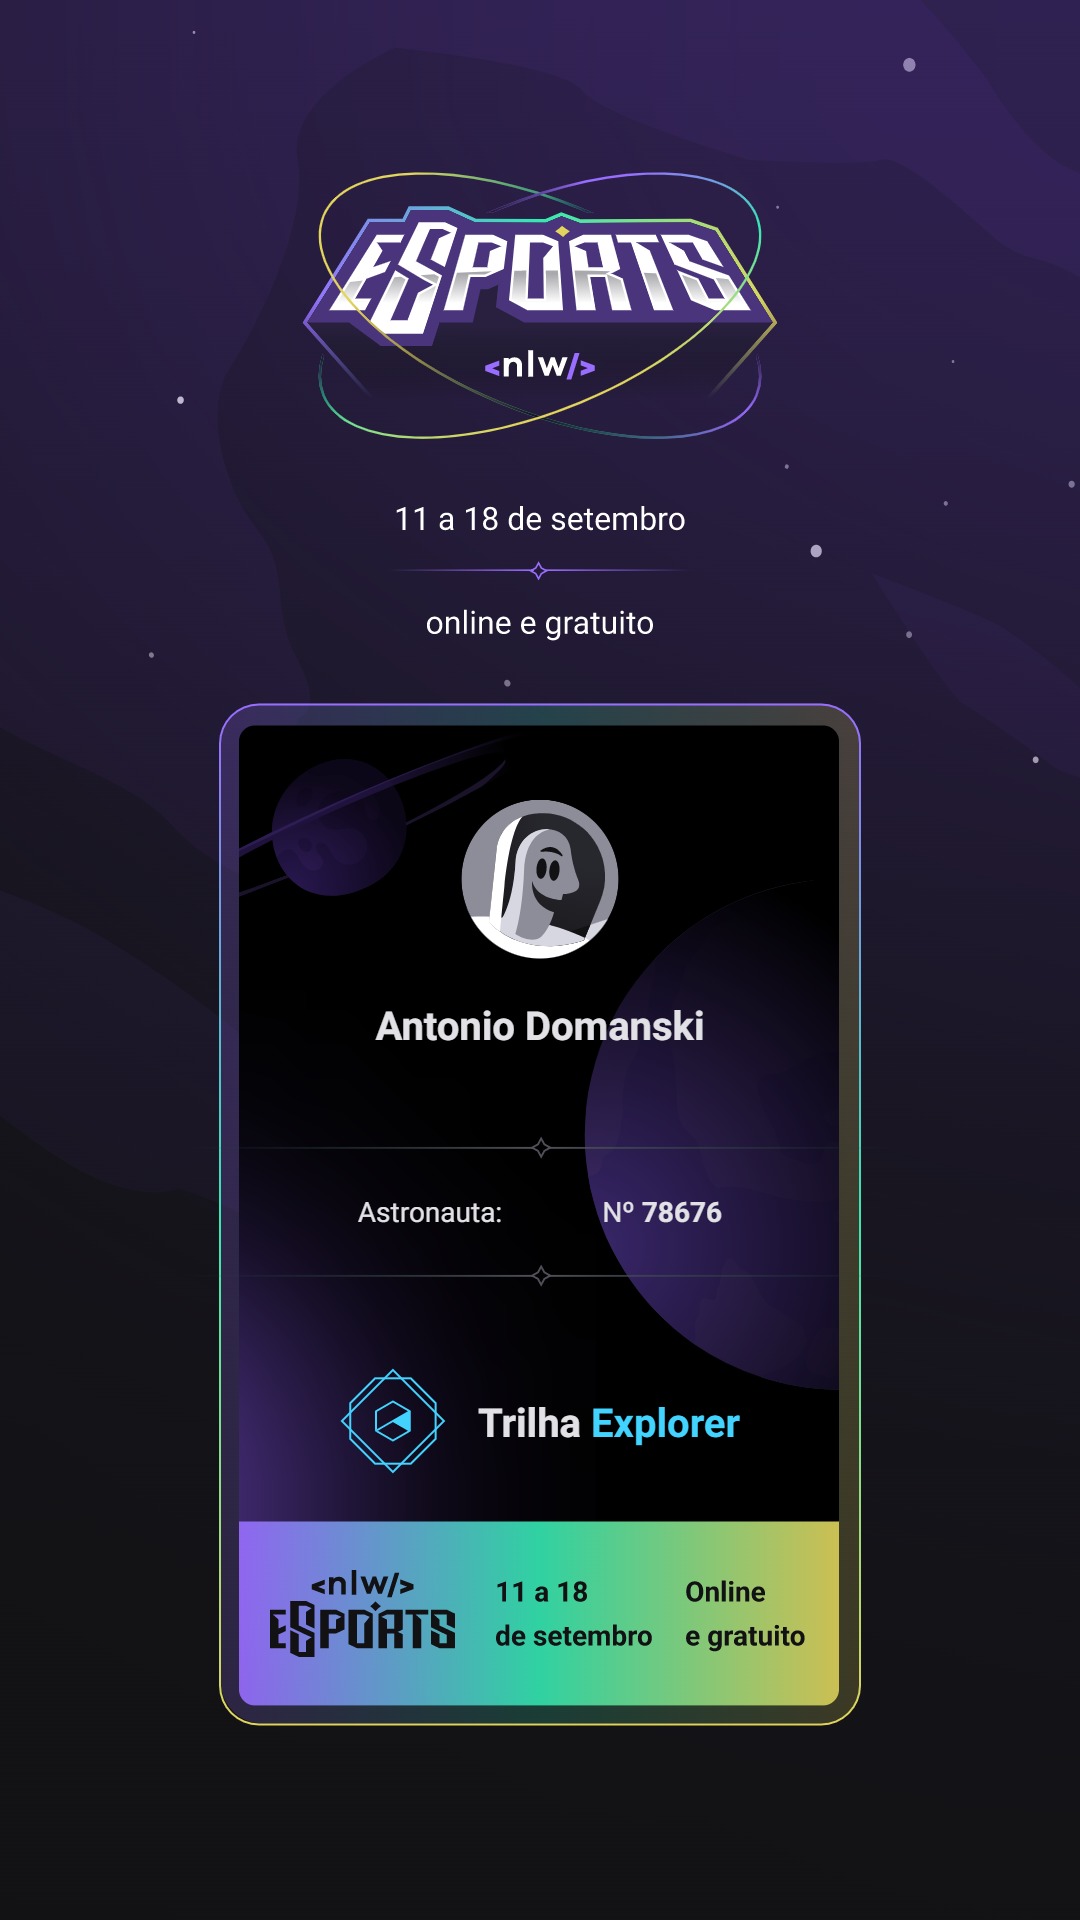 ESPORTS
<nlw/>
11 a 18 de setembro
online e gratuito
Antonio Domanski
Astronauta: Nº 78676
Trilha Explorer
<nlw/>
ESPORTS
11 a 18
de setembro
Online
e gratuito